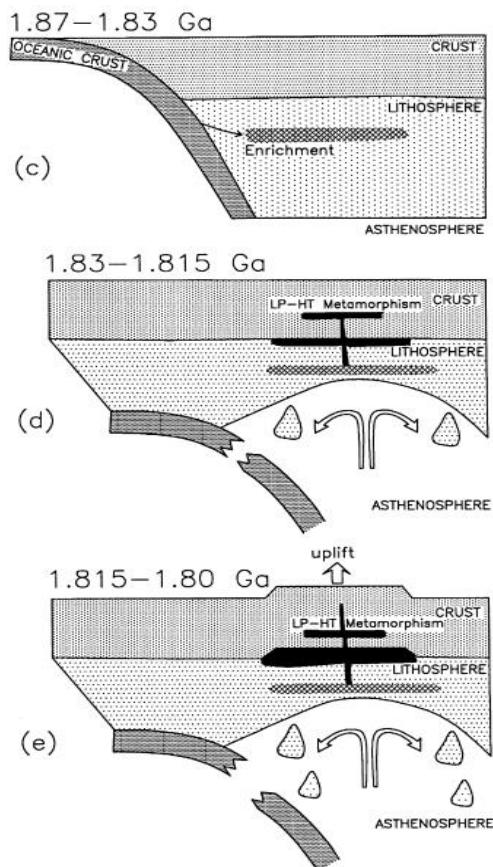 1.87-1.83 Ga
OCEANIC CRUST
CRUST
LITHOSPHERE
Enrichment
(c)
ASTHENOSPHERE
1.83-1.815 Ga
LP-HT Metamorphism
CRUST
LITHOSPHERE
(d)
ASTHENOSPHERE
uplift
1.815-1.80 Ga
CRUST
LP-HT Metamorphism
LITHOSPHERE
(e)
ASTHENOSPHERE